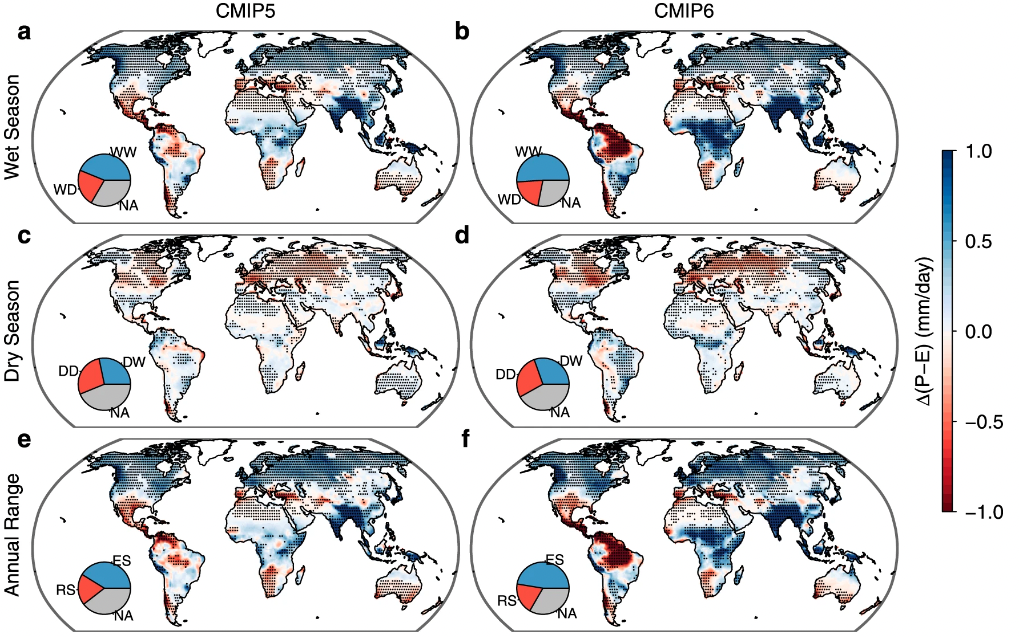 CMIP5
CMIP6
a
b
Wet Season
WW
WD
NA
WW
WD
NA
c
d
Dry Season
DD
DW
NA
DD
DW
NA
e
f
Annual Range
ES
RS
NA
ES
RS
NA
1.0
0.5
0.0
−0.5
−1.0
Δ(P−E) (mm/day)